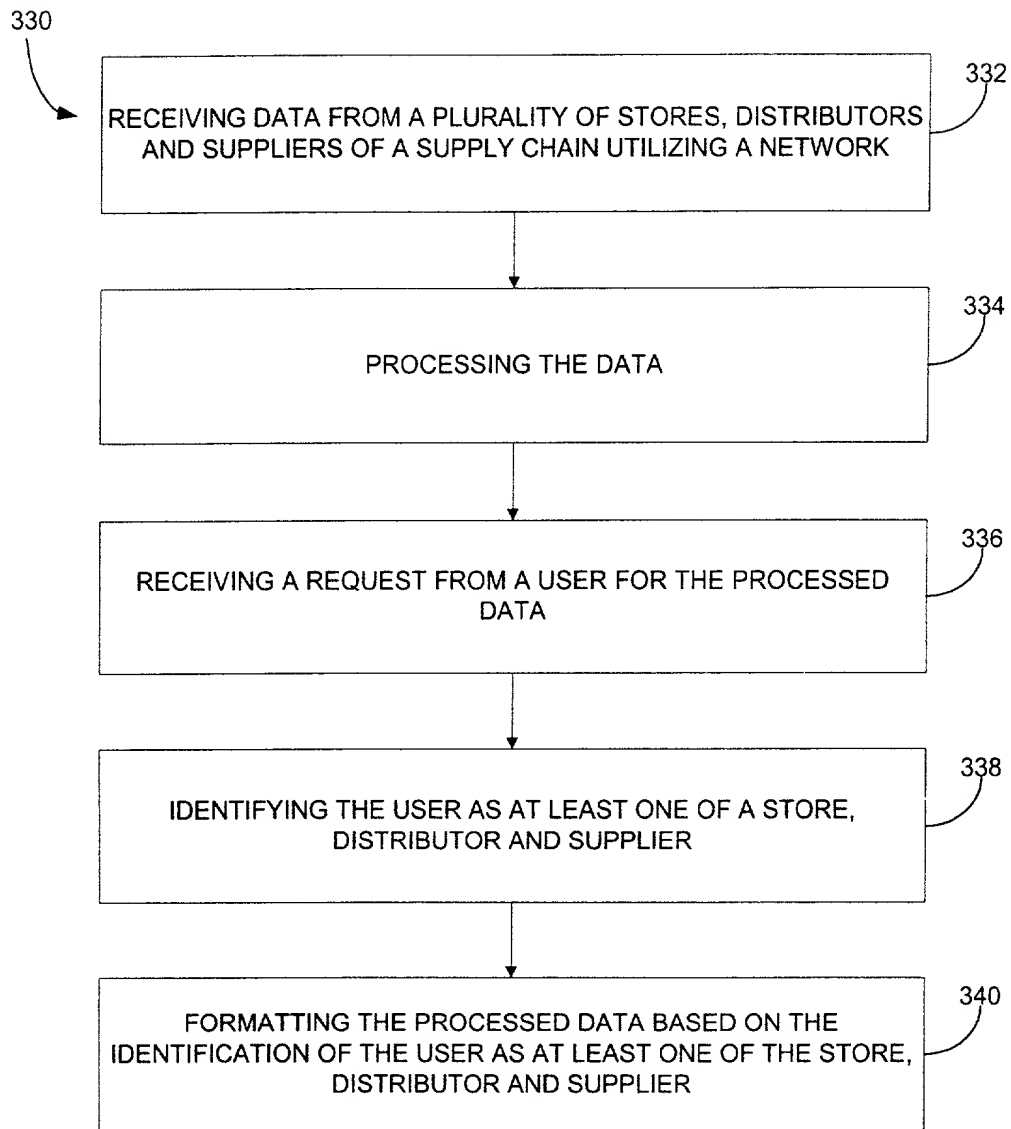 330
332
RECEIVING DATA FROM A PLURALITY OF STORES, DISTRIBUTORS
AND SUPPLIERS OF A SUPPLY CHAIN UTILIZING A NETWORK
334
PROCESSING THE DATA
336
RECEIVING A REQUEST FROM A USER FOR THE PROCESSED
DATA
338
IDENTIFYING THE USER AS AT LEAST ONE OF A STORE,
DISTRIBUTOR AND SUPPLIER
340
FORMATTING THE PROCESSED DATA BASED ON THE
IDENTIFICATION OF THE USER AS AT LEAST ONE OF THE STORE,
DISTRIBUTOR AND SUPPLIER